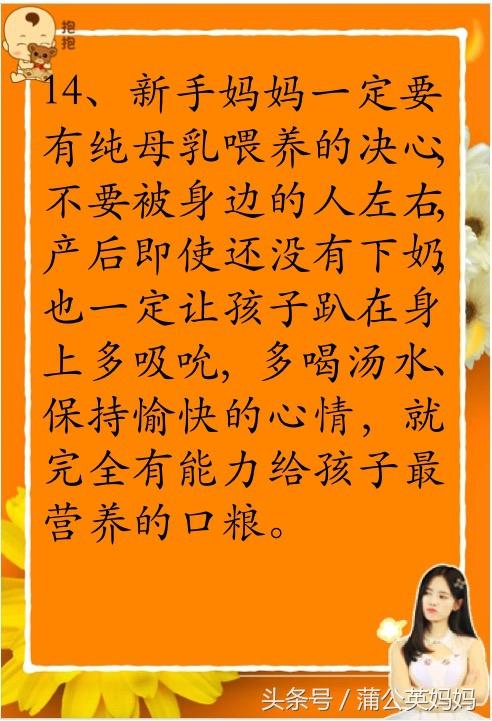 抱抱
14、新手妈妈一定要
有纯母乳喂养的决心,
不要被身边的人左右,
产后即使还没有下奶,
也一定让孩子趴在身
上多吸吮,多喝汤水、
保持愉快的心情,就
完全有能力给孩子最
营养的口粮。
头条号/蒲公英妈妈